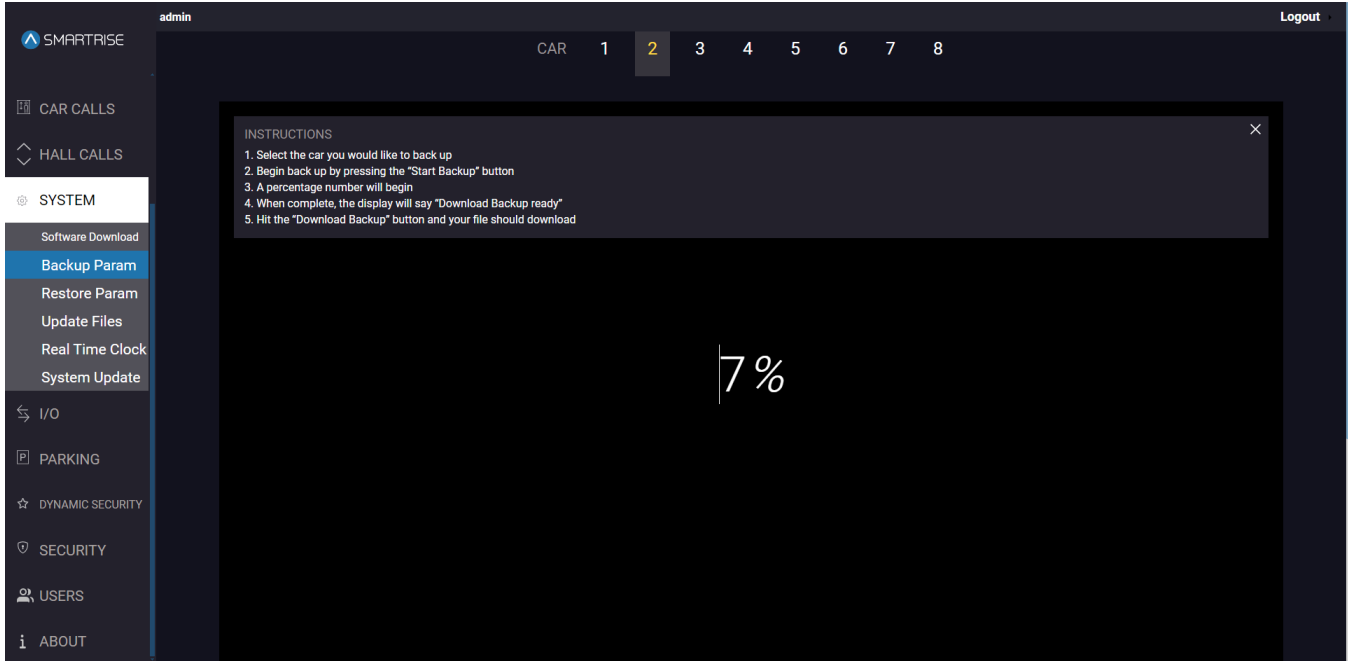 admin
Logout
SMARTRISE
CAR 1 2 3 4 5 6 7 8
CAR CALLS
HALL CALLS
SYSTEM
Software Download
Backup Param
Restore Param
Update Files
Real Time Clock
System Update
I/O
P PARKING
DYNAMIC SECURITY
SECURITY
USERS
i ABOUT
INSTRUCTIONS
1. Select the car you would like to back up
2. Begin back up by pressing the “Start Backup” button
3. A percentage number will begin
4. When complete, the display will say “Download Backup ready”
5. Hit the “Download Backup” button and your file should download
7%